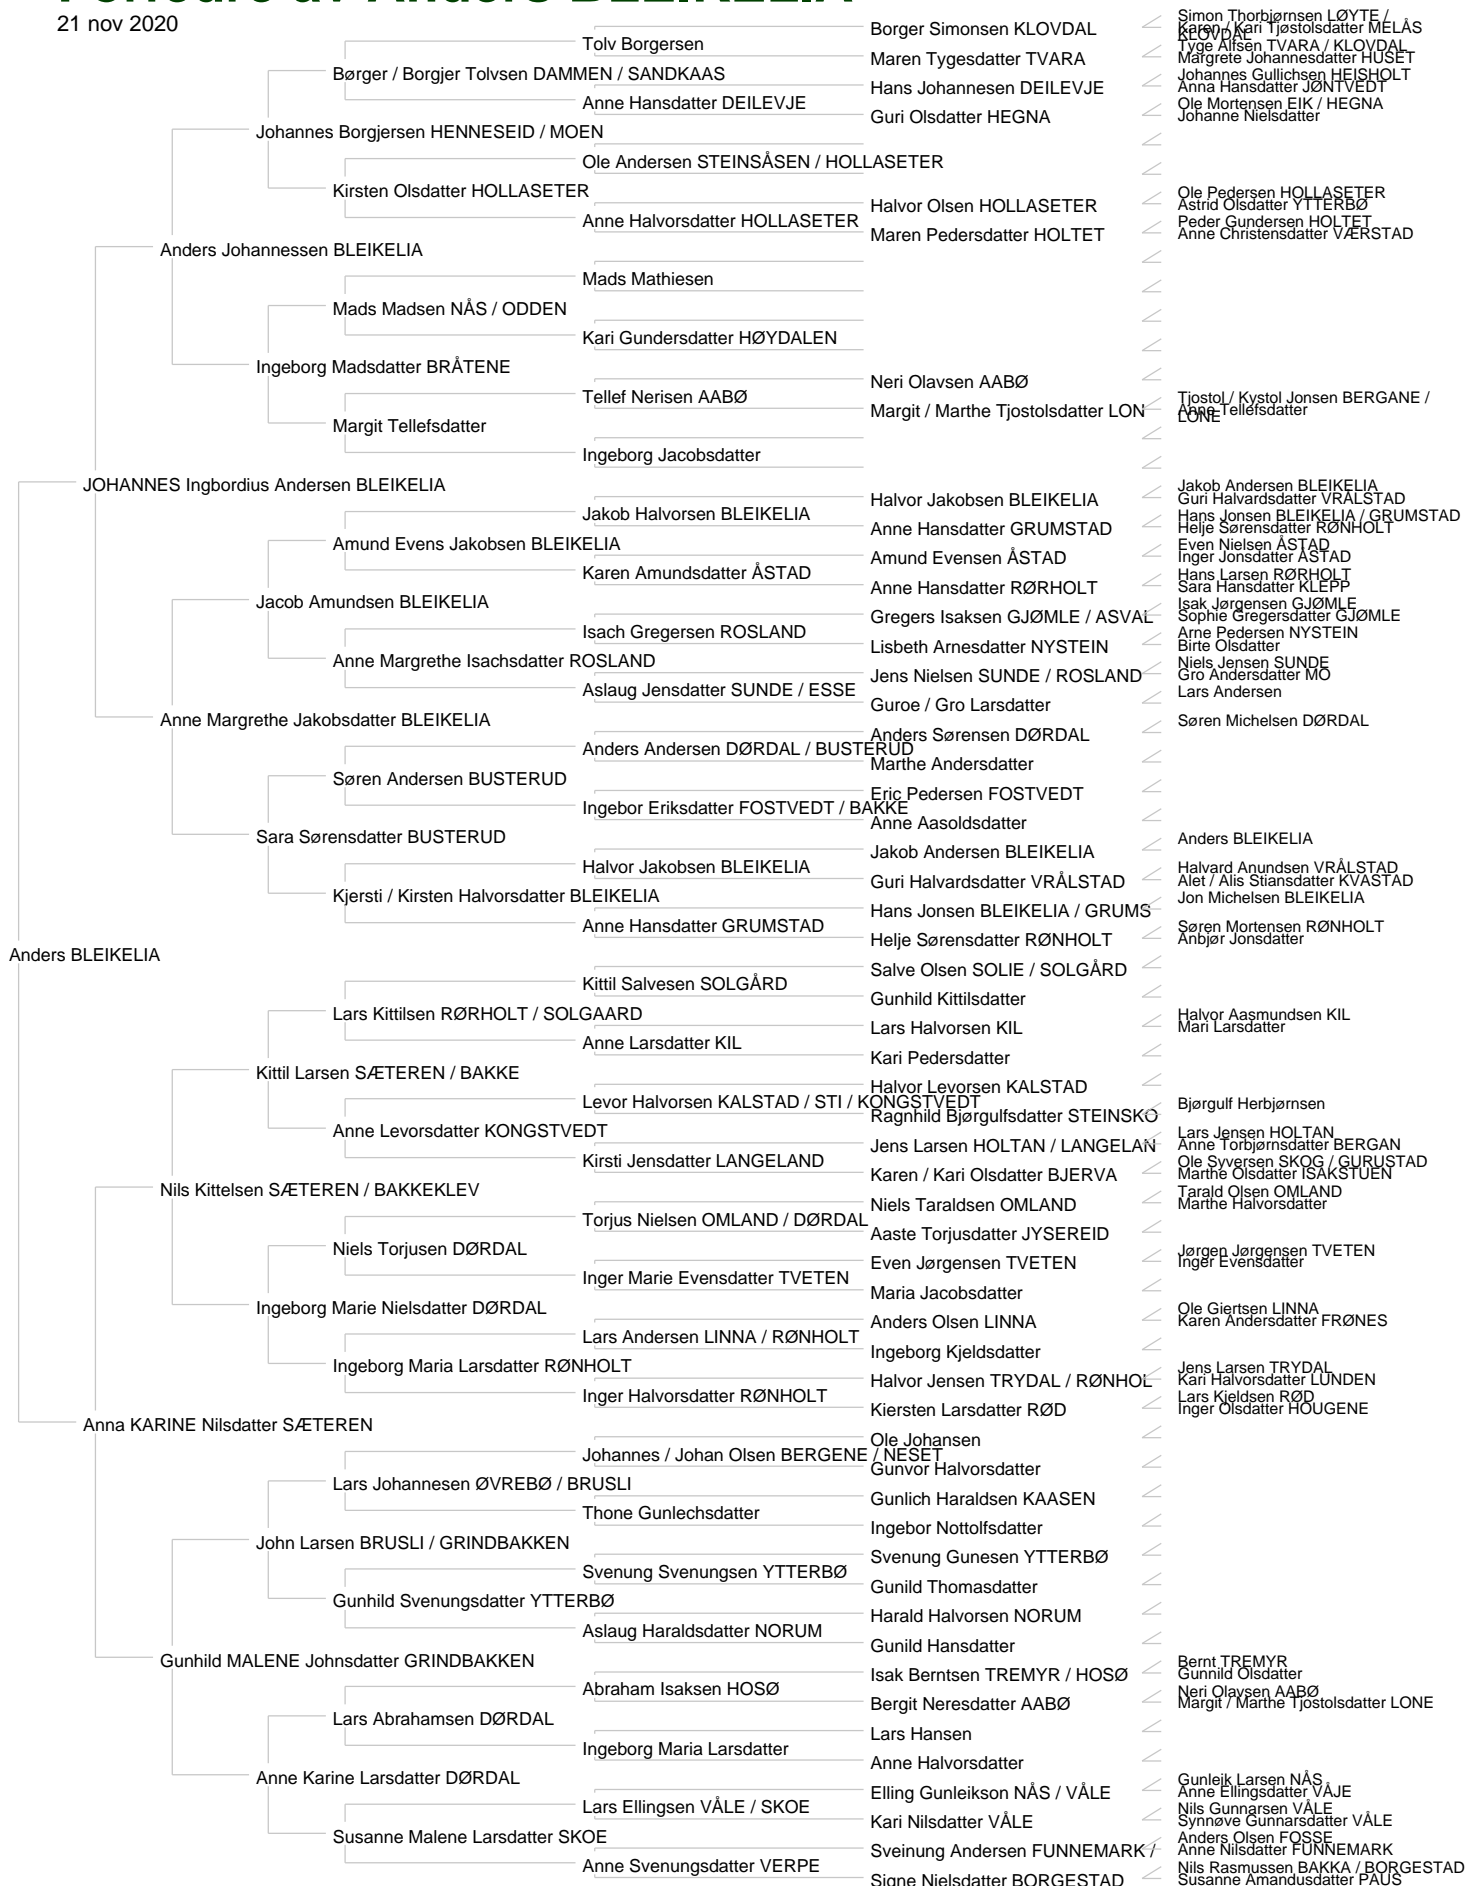 21 nov 2020
Simon Thorbjørnsen LØYTE /
KLOVDAL
Borger Simonsen KLOVDAL
Karen / Kari Tjøstolsdatter MELÅS
Tolv Borgersen
Tyge Alfsen TVARA / KLOVDAL
Maren Tygesdatter TVARA
Margrete Johannesdatter HUSET
Børger / Borgjer Tolvsen DAMMEN / SANDKAAS
Johannes Gullichsen HEISHOLT
Hans Johannesen DEILEVJE
Anna Hansdatter JØNTVEDT
Anne Hansdatter DEILEVJE
Ole Mortensen EIK / HEGNA
Guri Olsdatter HEGNA
Johanne Nielsdatter
Johannes Borgjersen HENNESEID / MOEN
Ole Andersen STEINSÅSEN / HOLLASETER
Kirsten Olsdatter HOLLASETER
Ole Pedersen HOLLASETER
Halvor Olsen HOLLASETER
Astrid Olsdatter YTTERBØ
Anne Halvorsdatter HOLLASETER
Peder Gundersen HOLTET
Maren Pedersdatter HOLTET
Anne Christensdatter VÆRSTAD
Anders Johannessen BLEIKELIA
Mads Mathiesen
Mads Madsen NÅS / ODDEN
Kari Gundersdatter HØYDALEN
Ingeborg Madsdatter BRÅTENE
Neri Olavsen AABØ
Tellef Nerisen AABØ
Tjostol / Kystol Jonsen BERGANE /
LONE
Margit / Marthe Tjostolsdatter LON
Anne Tellefsdatter
Margit Tellefsdatter
Ingeborg Jacobsdatter
JOHANNES Ingbordius Andersen BLEIKELIA
Jakob Andersen BLEIKELIA
Halvor Jakobsen BLEIKELIA
Guri Halvardsdatter VRÅLSTAD
Jakob Halvorsen BLEIKELIA
Hans Jonsen BLEIKELIA / GRUMSTAD
Anne Hansdatter GRUMSTAD
Helje Sørensdatter RØNHOLT
Amund Evens Jakobsen BLEIKELIA
Even Nielsen ÅSTAD
Amund Evensen ÅSTAD
Inger Jonsdatter ÅSTAD
Karen Amundsdatter ÅSTAD
Hans Larsen RØRHOLT
Anne Hansdatter RØRHOLT
Sara Hansdatter KLEPP
Jacob Amundsen BLEIKELIA
Isak Jørgensen GJØMLE
Gregers Isaksen GJØMLE / ASVAL
Sophie Gregersdatter GJØMLE
Isach Gregersen ROSLAND
Arne Pedersen NYSTEIN
Lisbeth Arnesdatter NYSTEIN
Birte Olsdatter
Anne Margrethe Isachsdatter ROSLAND
Niels Jensen SUNDE
Jens Nielsen SUNDE / ROSLAND
Gro Andersdatter MO
Aslaug Jensdatter SUNDE / ESSE
Lars Andersen
Guroe / Gro Larsdatter
Anne Margrethe Jakobsdatter BLEIKELIA
Søren Michelsen DØRDAL
Anders Sørensen DØRDAL
Anders Andersen DØRDAL / BUSTERUD
Marthe Andersdatter
Søren Andersen BUSTERUD
Eric Pedersen FOSTVEDT
Ingebor Eriksdatter FOSTVEDT / BAKKE
Anne Aasoldsdatter
Sara Sørensdatter BUSTERUD
Anders BLEIKELIA
Jakob Andersen BLEIKELIA
Halvor Jakobsen BLEIKELIA
Halvard Anundsen VRÅLSTAD
Guri Halvardsdatter VRÅLSTAD
Alet / Alis Stiansdatter KVASTAD
Kjersti / Kirsten Halvorsdatter BLEIKELIA
Jon Michelsen BLEIKELIA
Hans Jonsen BLEIKELIA / GRUMS
Anne Hansdatter GRUMSTAD
Søren Mortensen RØNHOLT
Helje Sørensdatter RØNHOLT
Anbjør Jonsdatter
Anders BLEIKELIA
Salve Olsen SOLIE / SOLGÅRD
Kittil Salvesen SOLGÅRD
Gunhild Kittilsdatter
Lars Kittilsen RØRHOLT / SOLGAARD
Halvor Aasmundsen KIL
Lars Halvorsen KIL
Mari Larsdatter
Anne Larsdatter KIL
Kari Pedersdatter
Kittil Larsen SÆTEREN / BAKKE
Halvor Levorsen KALSTAD
Levor Halvorsen KALSTAD / STI / KONGSTVEDT
Bjørgulf Herbjørnsen
Ragnhild Bjørgulfsdatter STEINSKO
Anne Levorsdatter KONGSTVEDT
Lars Jensen HOLTAN
Jens Larsen HOLTAN / LANGELAN
Anne Torbjørnsdatter BERGAN
Kirsti Jensdatter LANGELAND
Ole Syversen SKOG / GURUSTAD
Karen / Kari Olsdatter BJERVA
Marthe Olsdatter ISAKSTUEN
Nils Kittelsen SÆTEREN / BAKKEKLEV
Tarald Olsen OMLAND
Niels Taraldsen OMLAND
Marthe Halvorsdatter
Torjus Nielsen OMLAND / DØRDAL
Aaste Torjusdatter JYSEREID
Niels Torjusen DØRDAL
Jørgen Jørgensen TVETEN
Even Jørgensen TVETEN
Inger Evensdatter
Inger Marie Evensdatter TVETEN
Maria Jacobsdatter
Ingeborg Marie Nielsdatter DØRDAL
Ole Giertsen LINNA
Anders Olsen LINNA
Karen Andersdatter FRØNES
Lars Andersen LINNA / RØNHOLT
Ingeborg Kjeldsdatter
Ingeborg Maria Larsdatter RØNHOLT
Jens Larsen TRYDAL
Halvor Jensen TRYDAL / RØNHOL
Kari Halvorsdatter LUNDEN
Inger Halvorsdatter RØNHOLT
Lars Kjeldsen RØD
Kiersten Larsdatter RØD
Inger Olsdatter HOUGENE
Anna KARINE Nilsdatter SÆTEREN
Ole Johansen
Johannes / Johan Olsen BERGENE / NESET
Gunvor Halvorsdatter
Lars Johannesen ØVREBØ / BRUSLI
Gunlich Haraldsen KAASEN
Thone Gunlechsdatter
Ingebor Nottolfsdatter
John Larsen BRUSLI / GRINDBAKKEN
Svenung Gunesen YTTERBØ
Svenung Svenungsen YTTERBØ
Gunild Thomasdatter
Gunhild Svenungsdatter YTTERBØ
Harald Halvorsen NORUM
Aslaug Haraldsdatter NORUM
Gunild Hansdatter
Gunhild MALENE Johnsdatter GRINDBAKKEN
Bernt TREMYR
Isak Berntsen TREMYR / HOSØ
Gunnild Olsdatter
Abraham Isaksen HOSØ
Neri Olavsen AABØ
Bergit Neresdatter AABØ
Margit / Marthe Tjostolsdatter LONE
Lars Abrahamsen DØRDAL
Lars Hansen
Ingeborg Maria Larsdatter
Anne Halvorsdatter
Anne Karine Larsdatter DØRDAL
Gunleik Larsen NÅS
Elling Gunleikson NÅS / VÅLE
Anne Ellingsdatter VÅJE
Lars Ellingsen VÅLE / SKOE
Nils Gunnarsen VÅLE
Kari Nilsdatter VÅLE
Synnøve Gunnarsdatter VÅLE
Susanne Malene Larsdatter SKOE
Anders Olsen FOSSE
Sveinung Andersen FUNNEMARK /
Anne Nilsdatter FUNNEMARK
Anne Svenungsdatter VERPE
Nils Rasmussen BAKKA / BORGESTAD
Signe Nielsdatter BORGESTAD
Susanne Amandusdatter PAUS